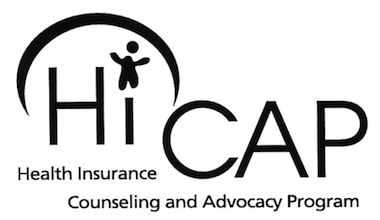 HiCAP
Health Insurance
Counseling and Advocacy Program